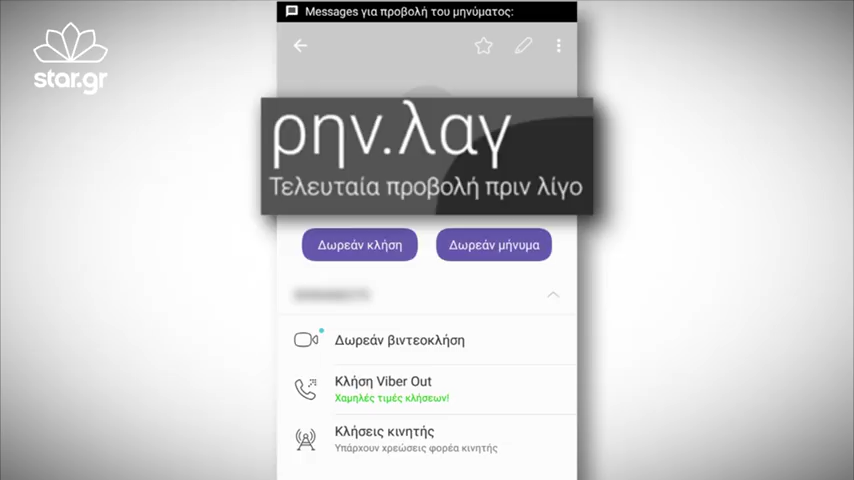 Messages για προβολή του μηνύματος:
star.gr
ρην.λαγ
Τελευταία προβολή πριν λίγο
Δωρεάν κλήση
Δωρεάν μήνυμα
Δωρεάν βιντεοκλήση
Κλήση Viber Out
Χαμηλές τιμές κλήσεων!
Κλήσεις κινητής
Υπάρχουν χρεώσεις φορέα κινητής